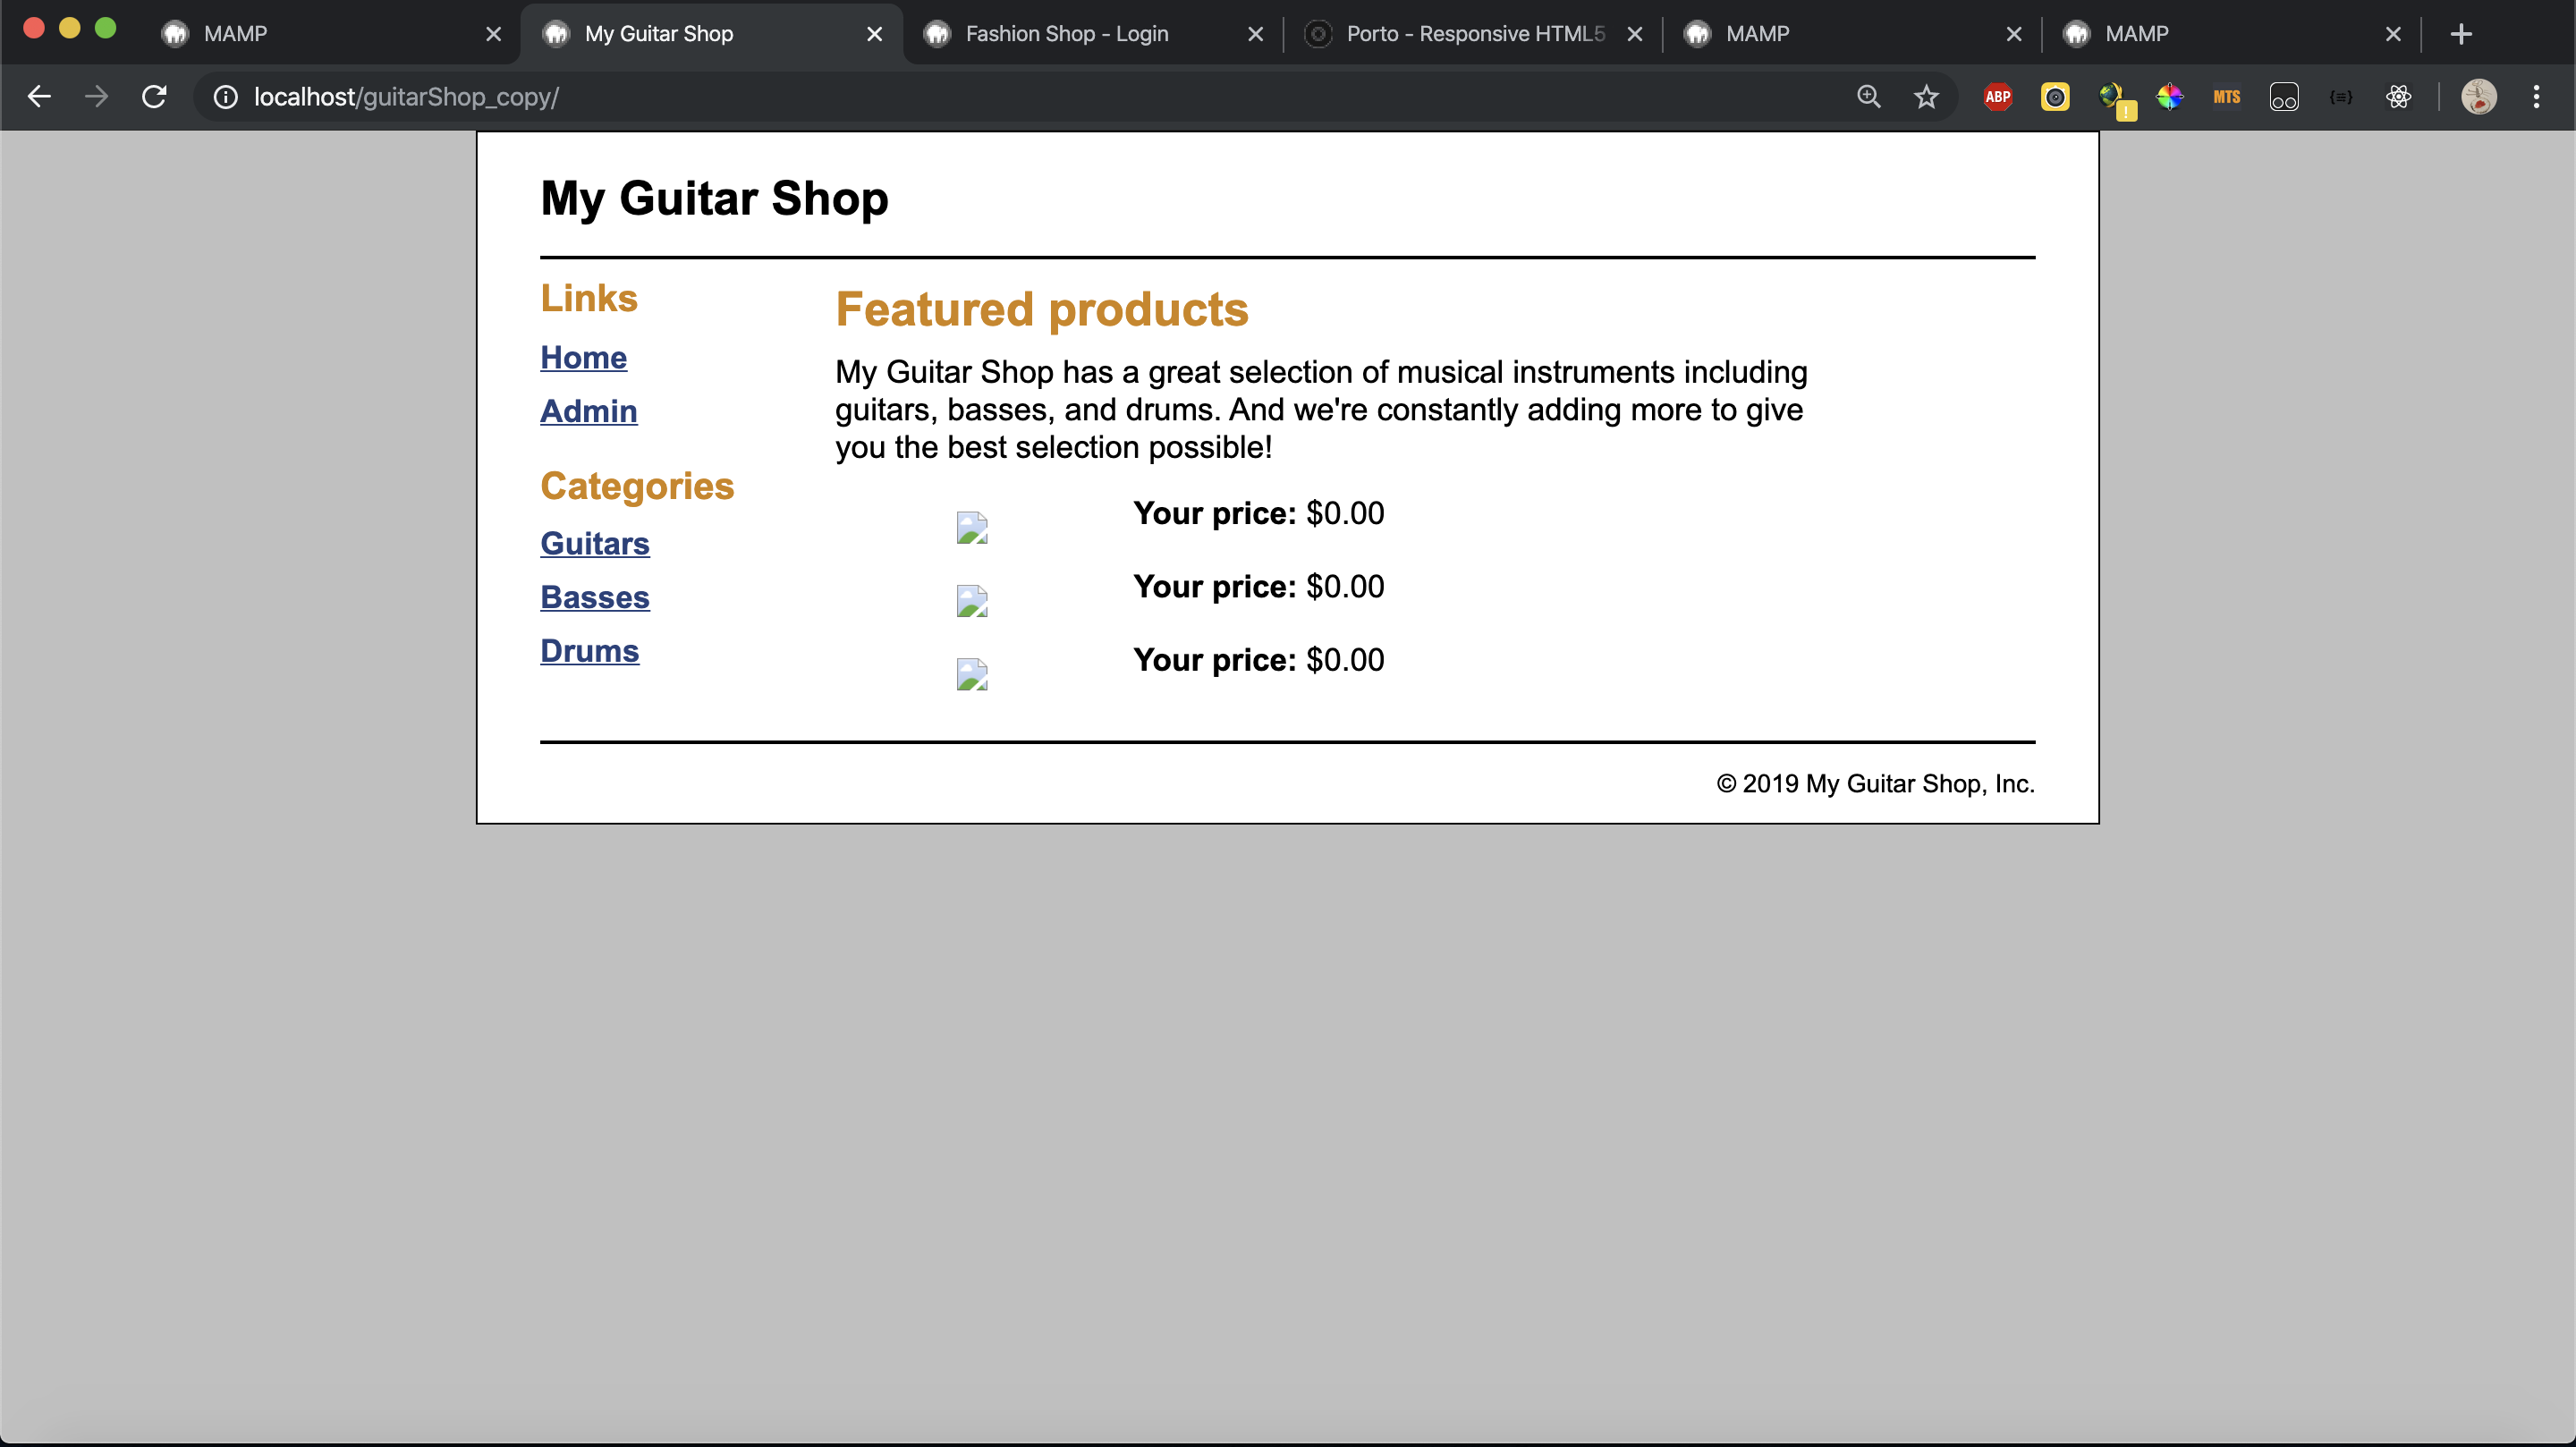 MAMP
My Guitar Shop
Fashion Shop - Login
Porto - Responsive HTML5
MAMP
MAMP
localhost/guitarShop_copy/
ABP
MTS
My Guitar Shop
Links
Home
Admin
Categories
Guitars
Basses
Drums
Featured products
My Guitar Shop has a great selection of musical instruments including
guitars, basses, and drums. And we're constantly adding more to give
you the best selection possible!
Your price: $0.00
Your price: $0.00
Your price: $0.00
© 2019 My Guitar Shop, Inc.